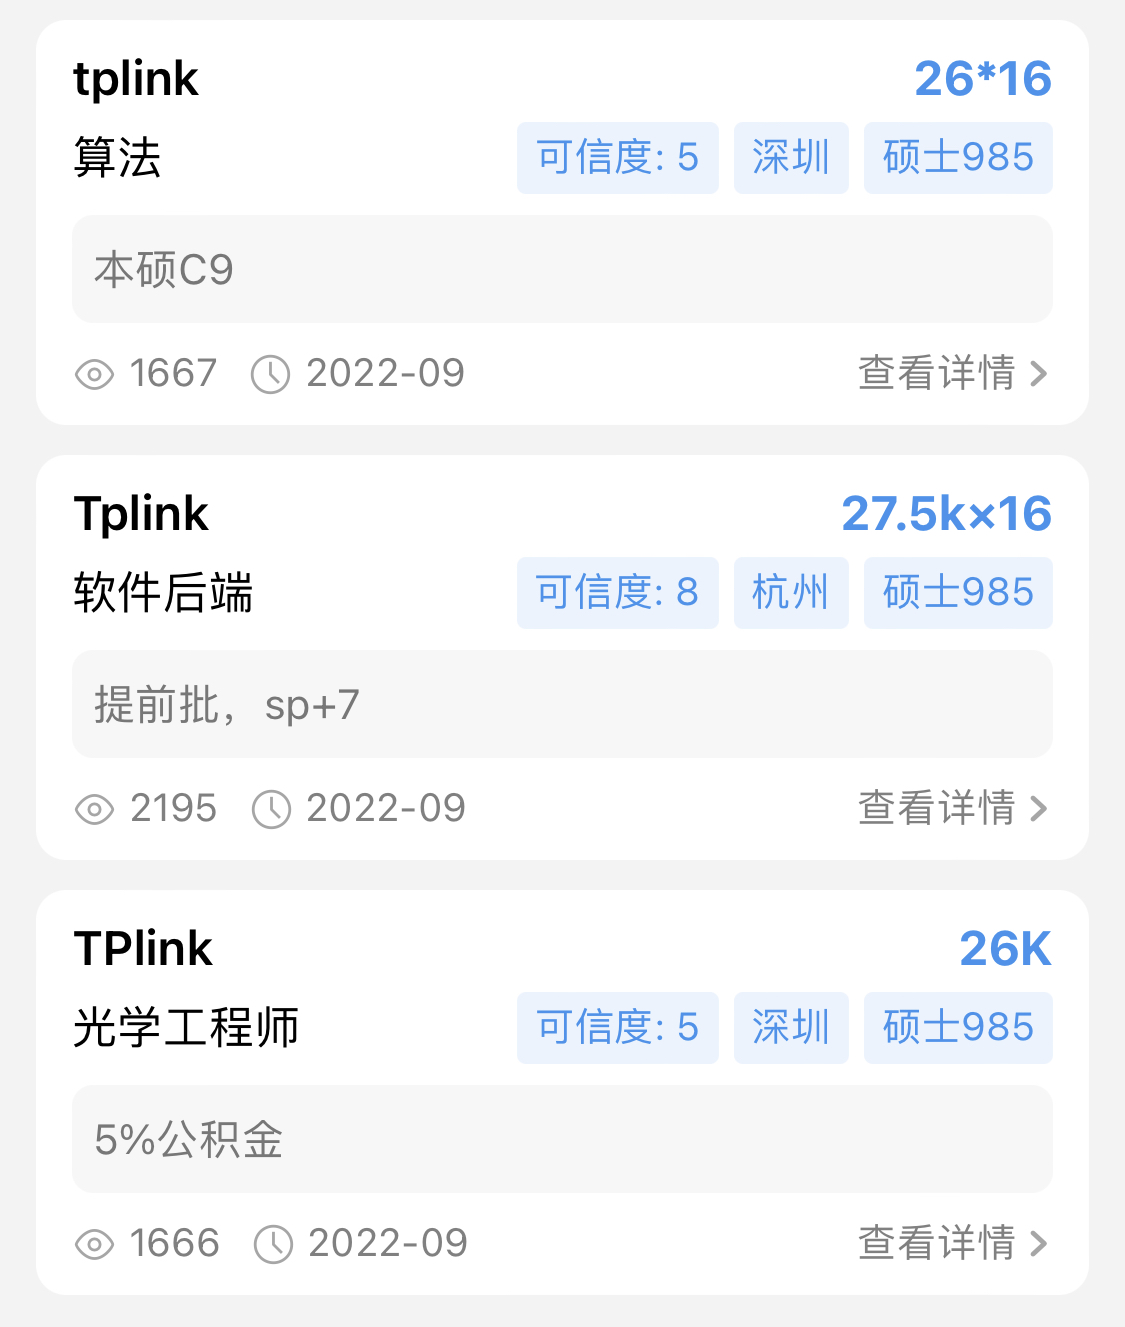 tplink 26*16
算法 可信度: 5 深圳 硕士985
本硕C9
1667 2022-09 查看详情
Tplink 27.5k×16
软件后端 可信度: 8 杭州 硕士985
提前批，sp+7
2195 2022-09 查看详情
TPlink 26K
光学工程师 可信度: 5 深圳 硕士985
5%公积金
1666 2022-09 查看详情